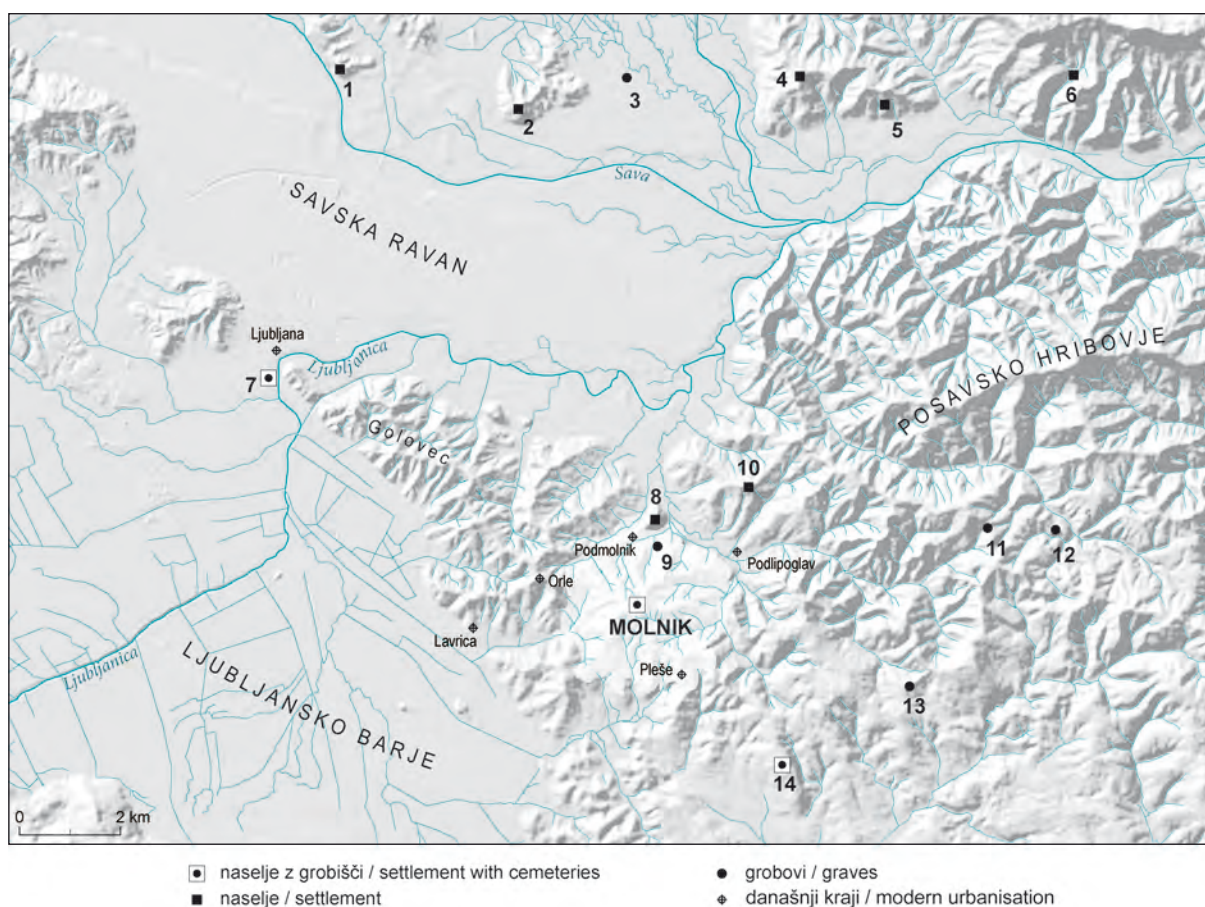 1
2
3
4
5
6
Sava
SAVSKA RAVAN
POSAVSKO HRIBOVJE
Ljubljana
Ljubljanica
7
Golovec
10
8
Podmolnik
9
Podlipoglav
11
12
Orle
MOLNIK
Lavrica
Pleše
13
Ljubljanica
LJUBLJANSKO BARJE
14
0 2 km
naselje z grobišči / settlement with cemeteries
naselje / settlement
grobovi / graves
današnji kraji / modern urbanisation